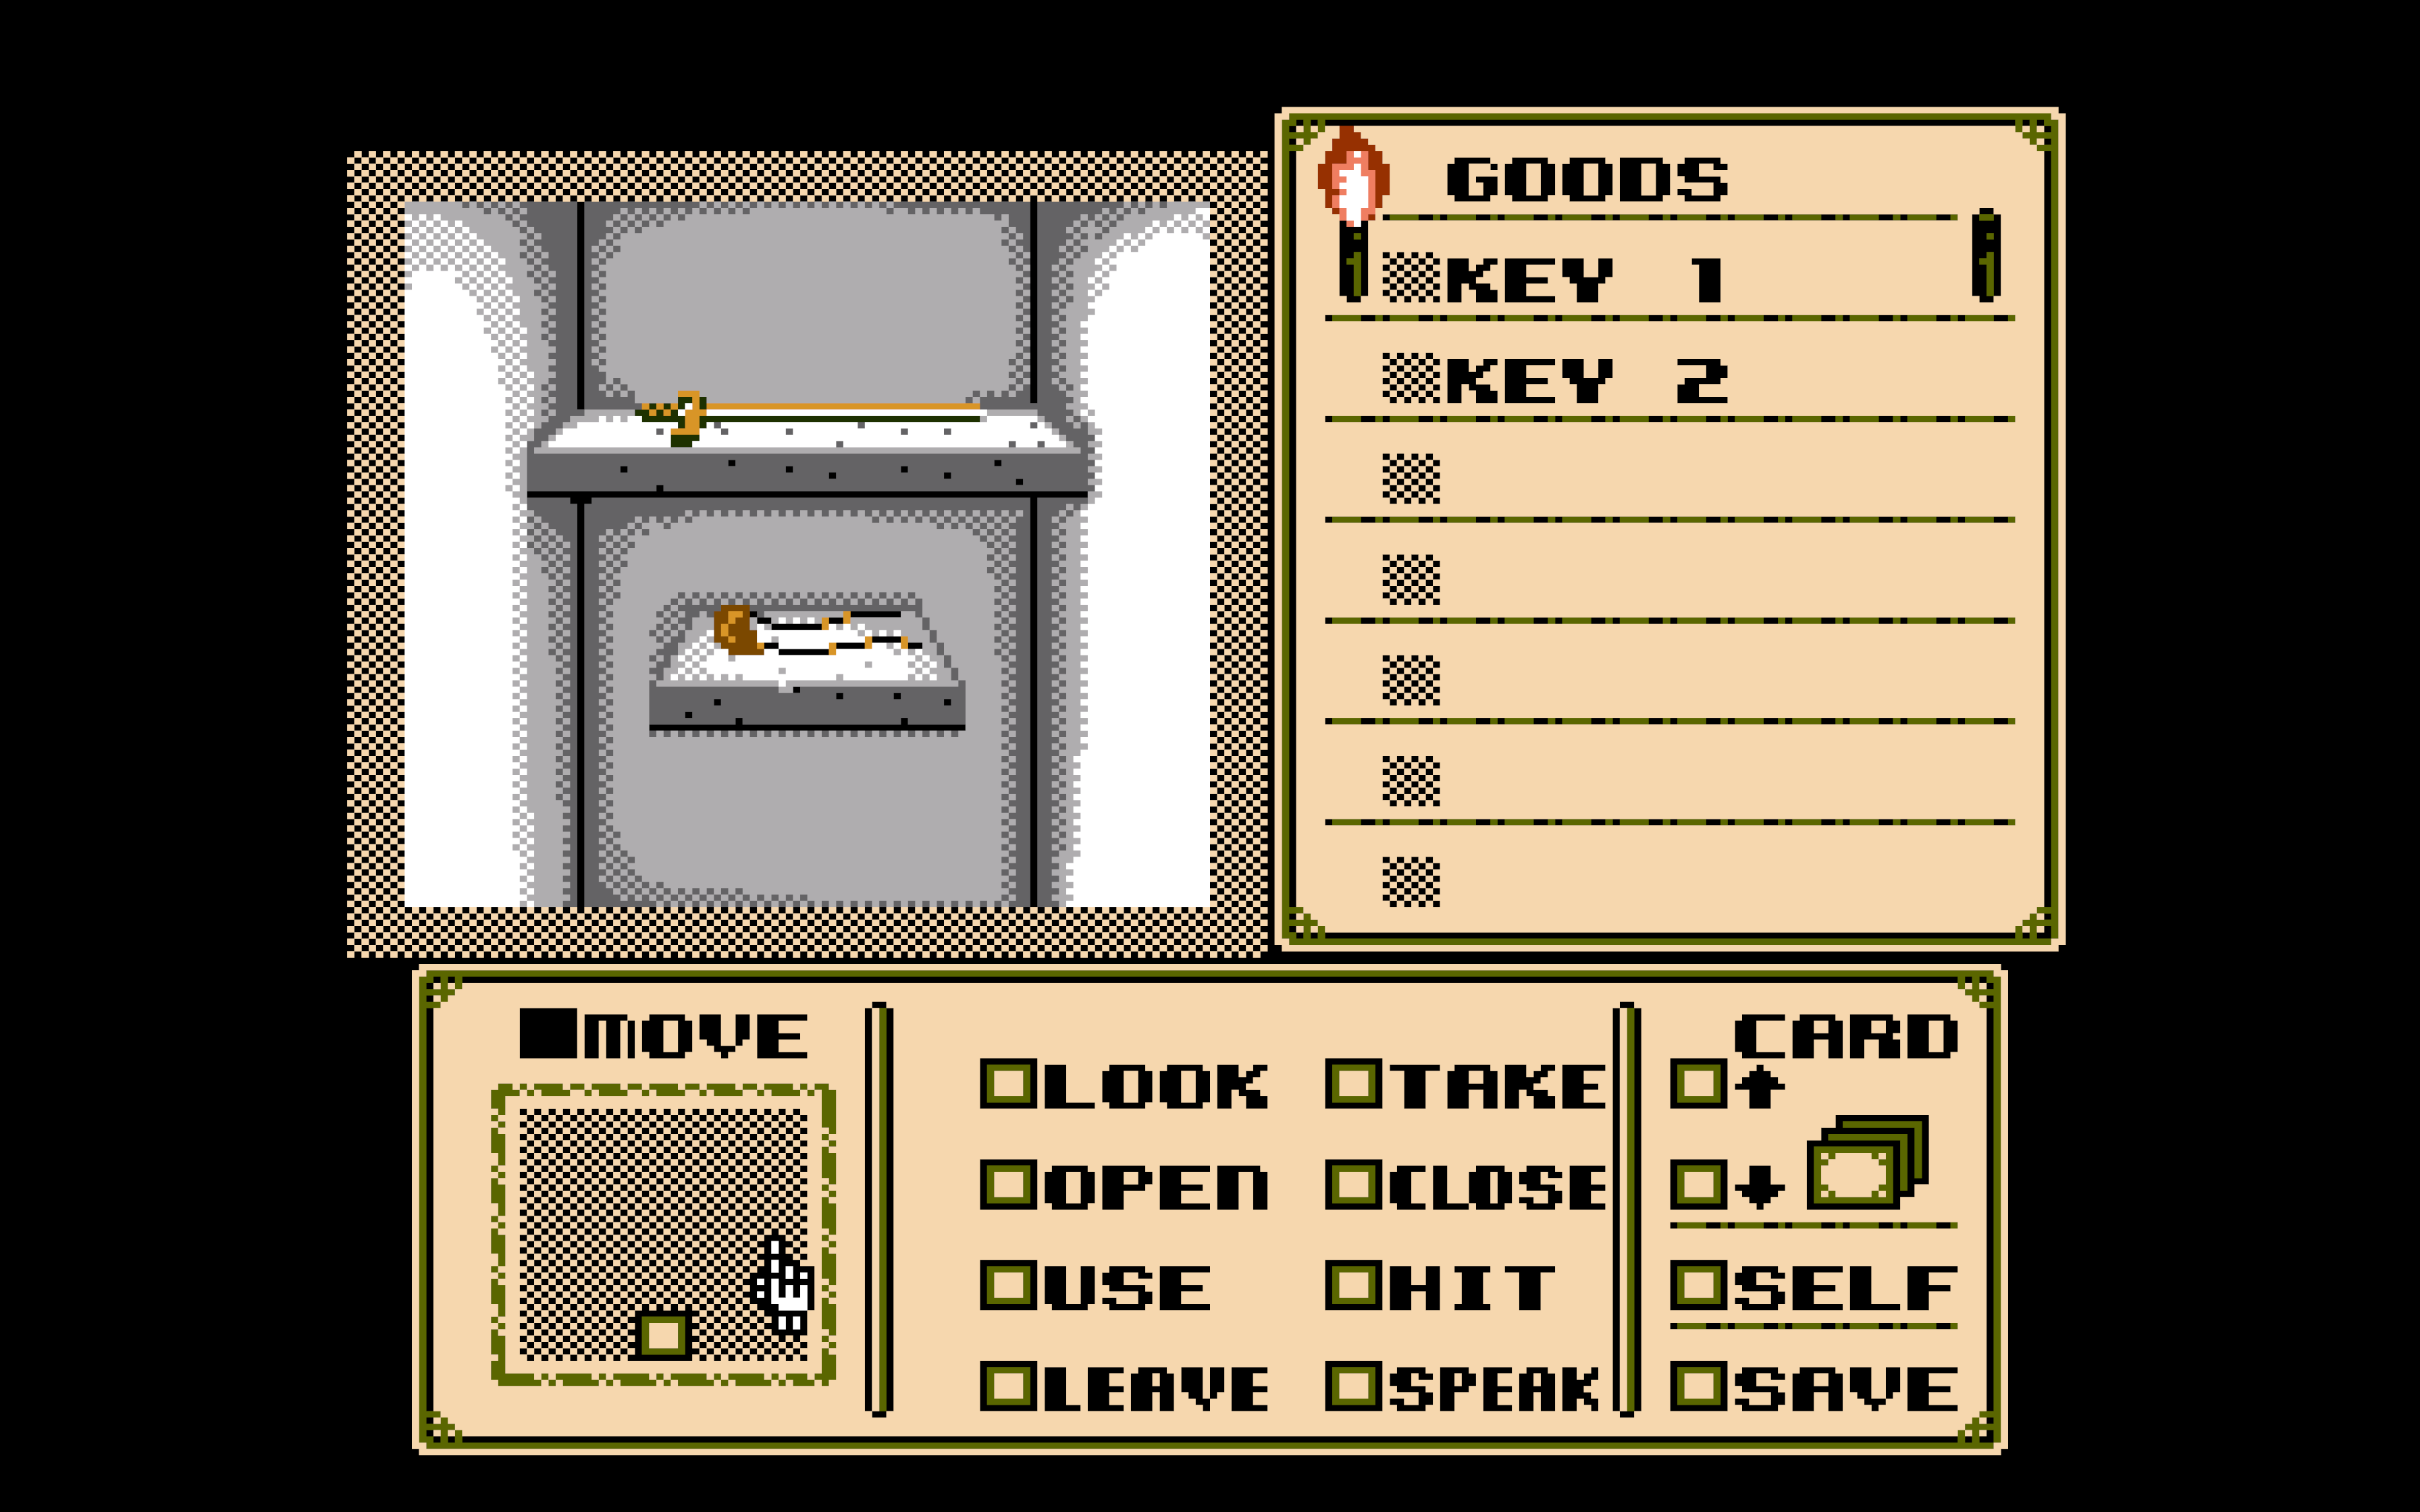 GOODS
KEY 1
KEY 2
MOVE
LOOK
TAKE
OPEN
CLOSE
USE
HIT
LEAVE
SPEAK
CARD
SELF
SAVE